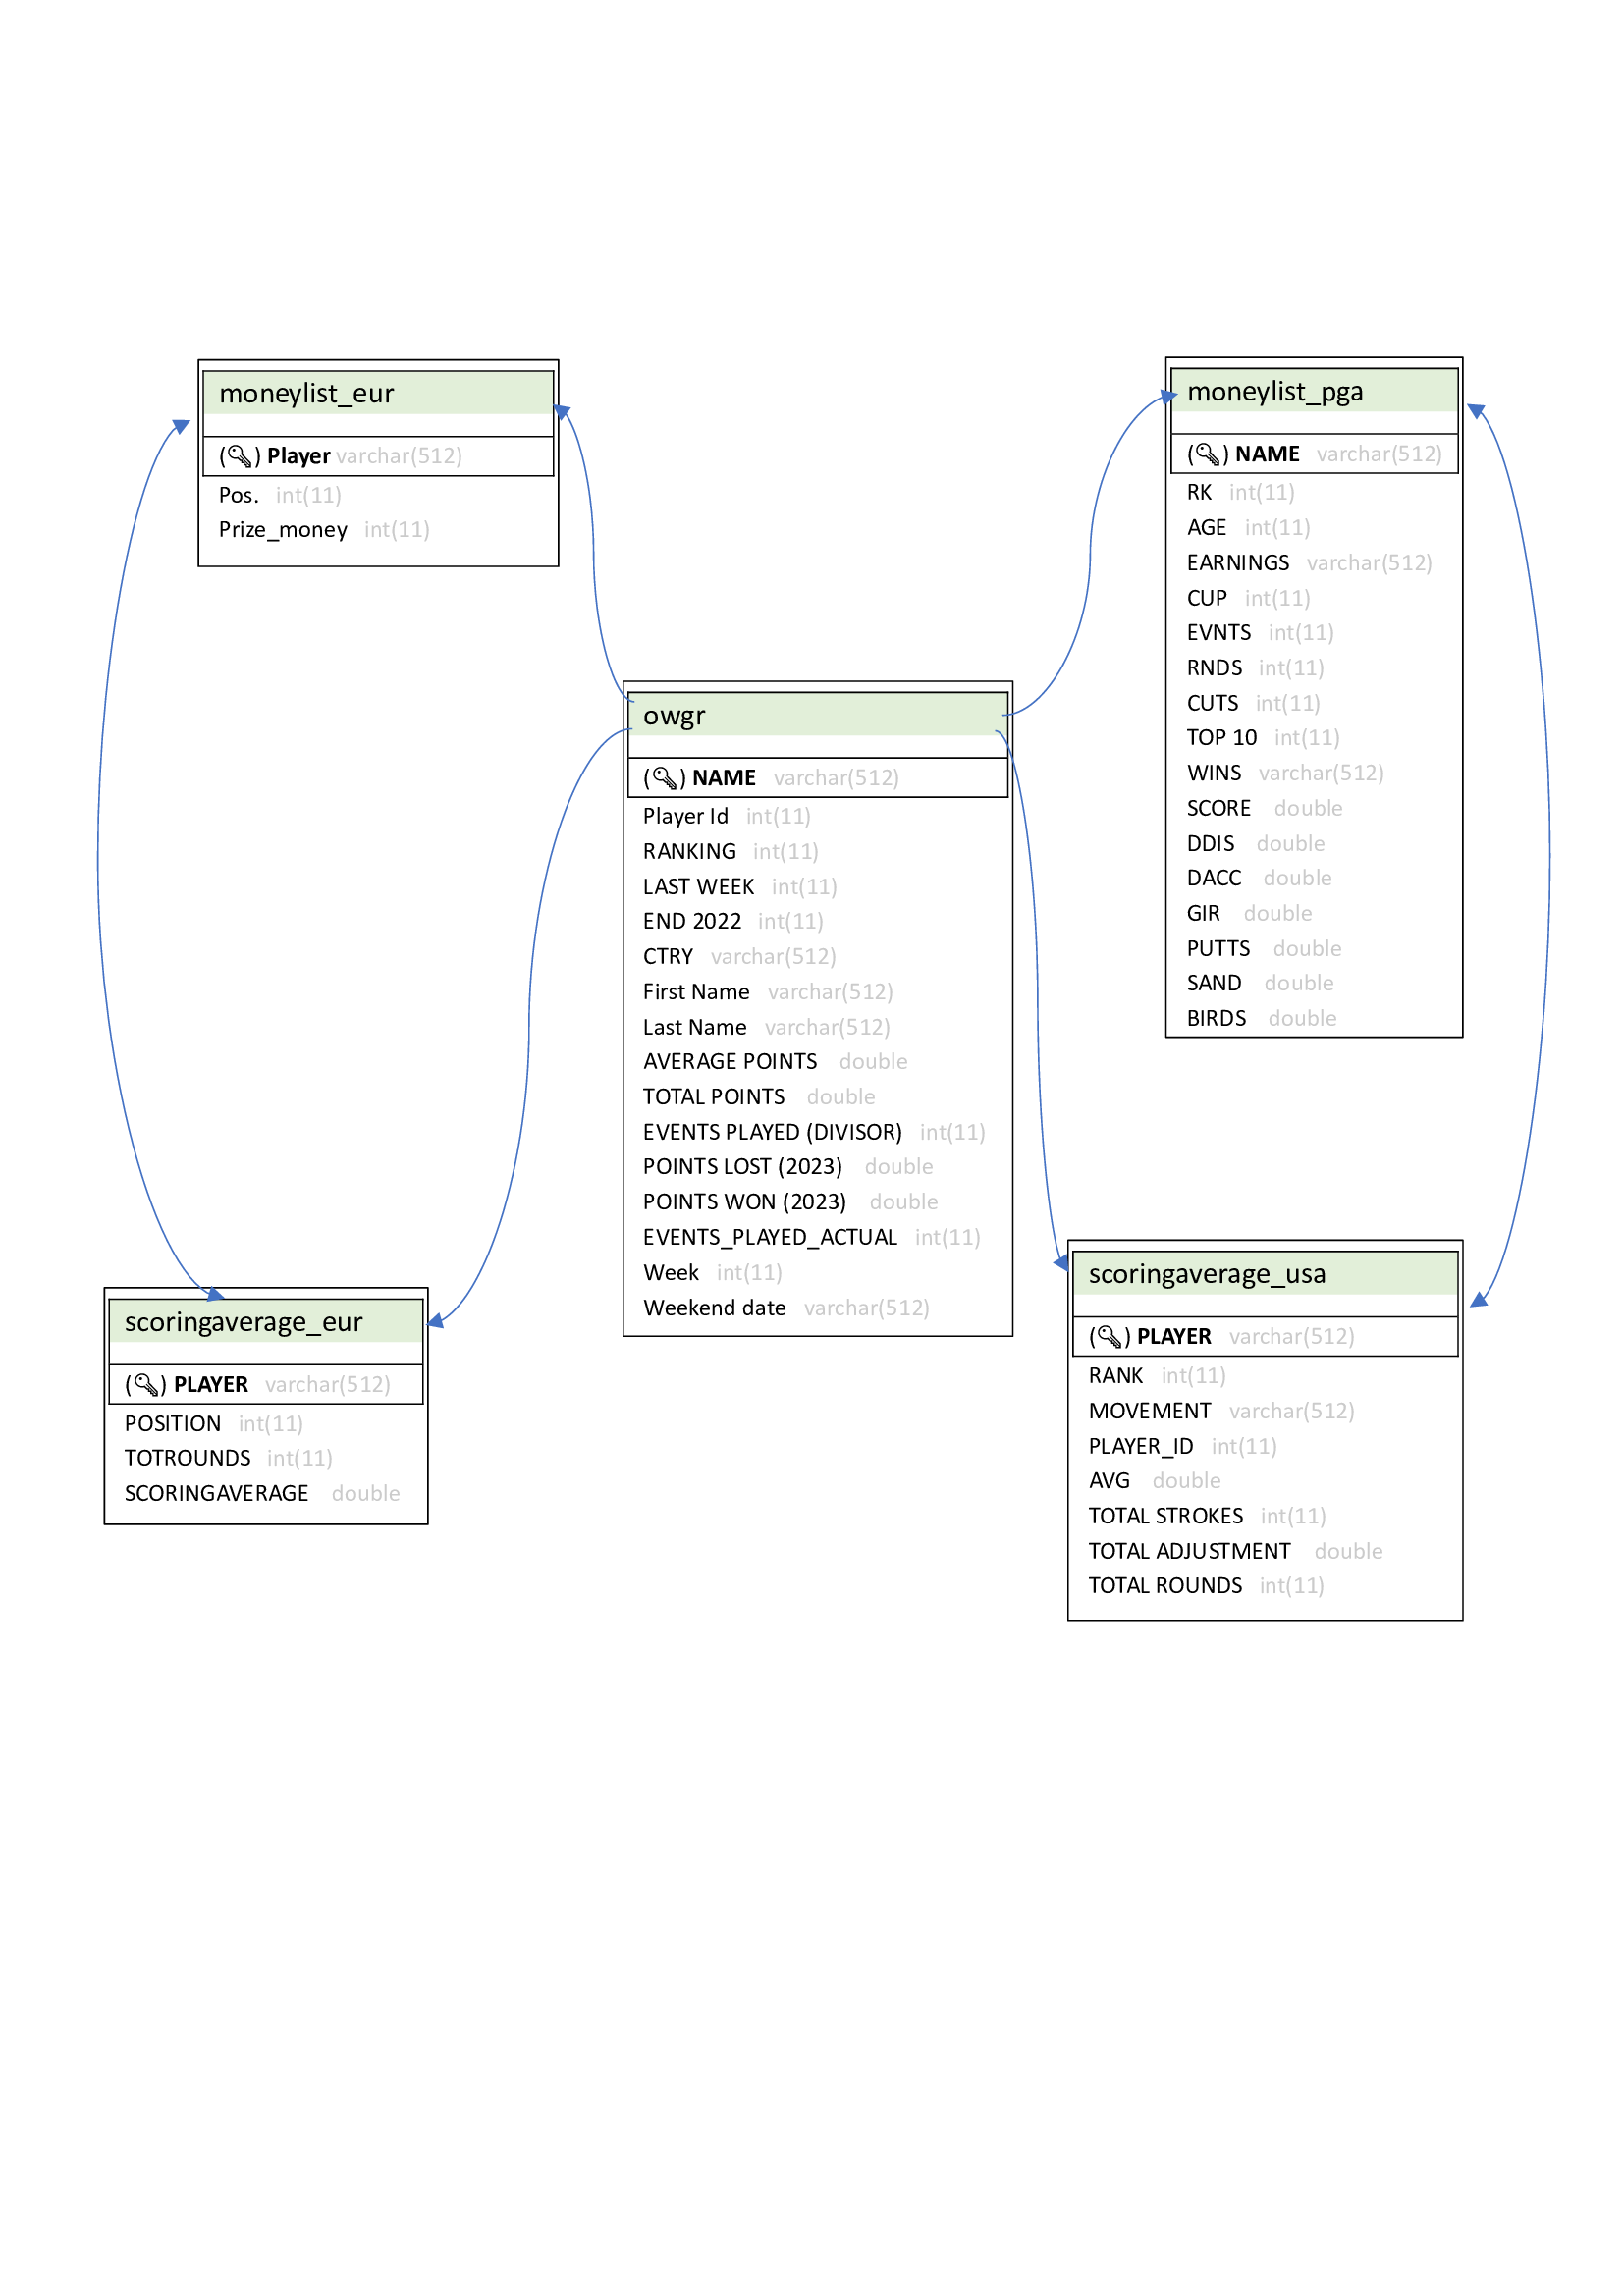 moneylist_eur
(🔑) Player varchar(512)
Pos. int(11)
Prize_money int(11)
moneylist_pga
(🔑) NAME varchar(512)
RK int(11)
AGE int(11)
EARNINGS varchar(512)
CUP int(11)
EVNTS int(11)
RNDS int(11)
CUTS int(11)
TOP 10 int(11)
WINS varchar(512)
SCORE double
DDIS double
DACC double
GIR double
PUTTS double
SAND double
BIRDS double
owgr
(🔑) NAME varchar(512)
Player Id int(11)
RANKING int(11)
LAST WEEK int(11)
END 2022 int(11)
CTRY varchar(512)
First Name varchar(512)
Last Name varchar(512)
AVERAGE POINTS double
TOTAL POINTS double
EVENTS PLAYED (DIVISOR) int(11)
POINTS LOST (2023) double
POINTS WON (2023) double
EVENTS_PLAYED_ACTUAL int(11)
Week int(11)
Weekend date varchar(512)
scoringaverage_eur
(🔑) PLAYER varchar(512)
POSITION int(11)
TOTROUNDS int(11)
SCORINGAVERAGE double
scoringaverage_usa
(🔑) PLAYER varchar(512)
RANK int(11)
MOVEMENT varchar(512)
PLAYER_ID int(11)
AVG double
TOTAL STROKES int(11)
TOTAL ADJUSTMENT double
TOTAL ROUNDS int(11)